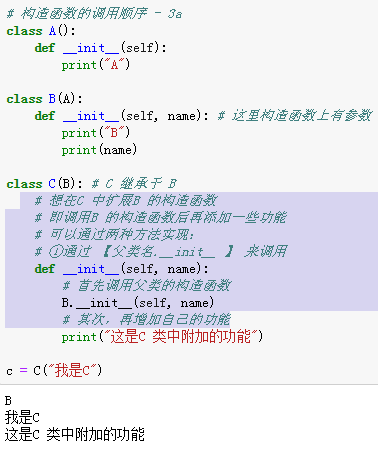 # 构造函数的调用顺序 - 3a
class A():
    def __init__(self):
        print("A")

class B(A):
    def __init__(self, name): # 这里构造函数上有参数
        print("B")
        print(name)

class C(B): # C 继承于 B
    # 想在C 中扩展B 的构造函数
    # 即调用B 的构造函数后再添加一些功能
    # 可以通过两种方法实现：
    # ①通过 【父类名.__init__ 】 来调用
    def __init__(self, name):
        # 首先调用父类的构造函数
        B.__init__(self, name)
        # 其次，再增加自己的功能
        print("这是C 类中附加的功能")

c = C("我是C")
B
我是C
这是C 类中附加的功能